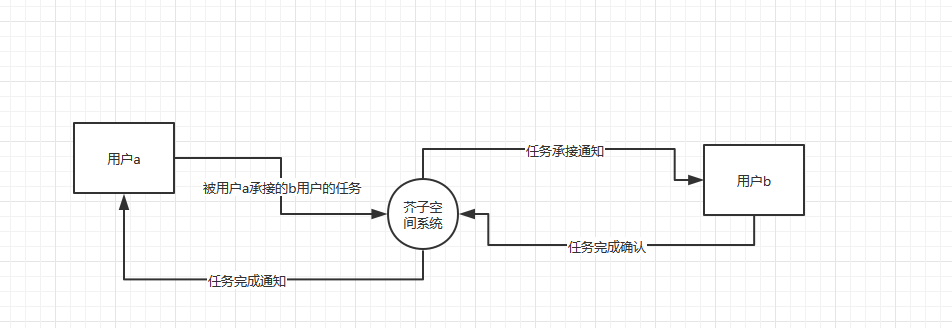 任务承接通知
用户a
用户b
被用户a承接的b用户的任务
芥子空
间系统
任务完成确认
任务完成通知